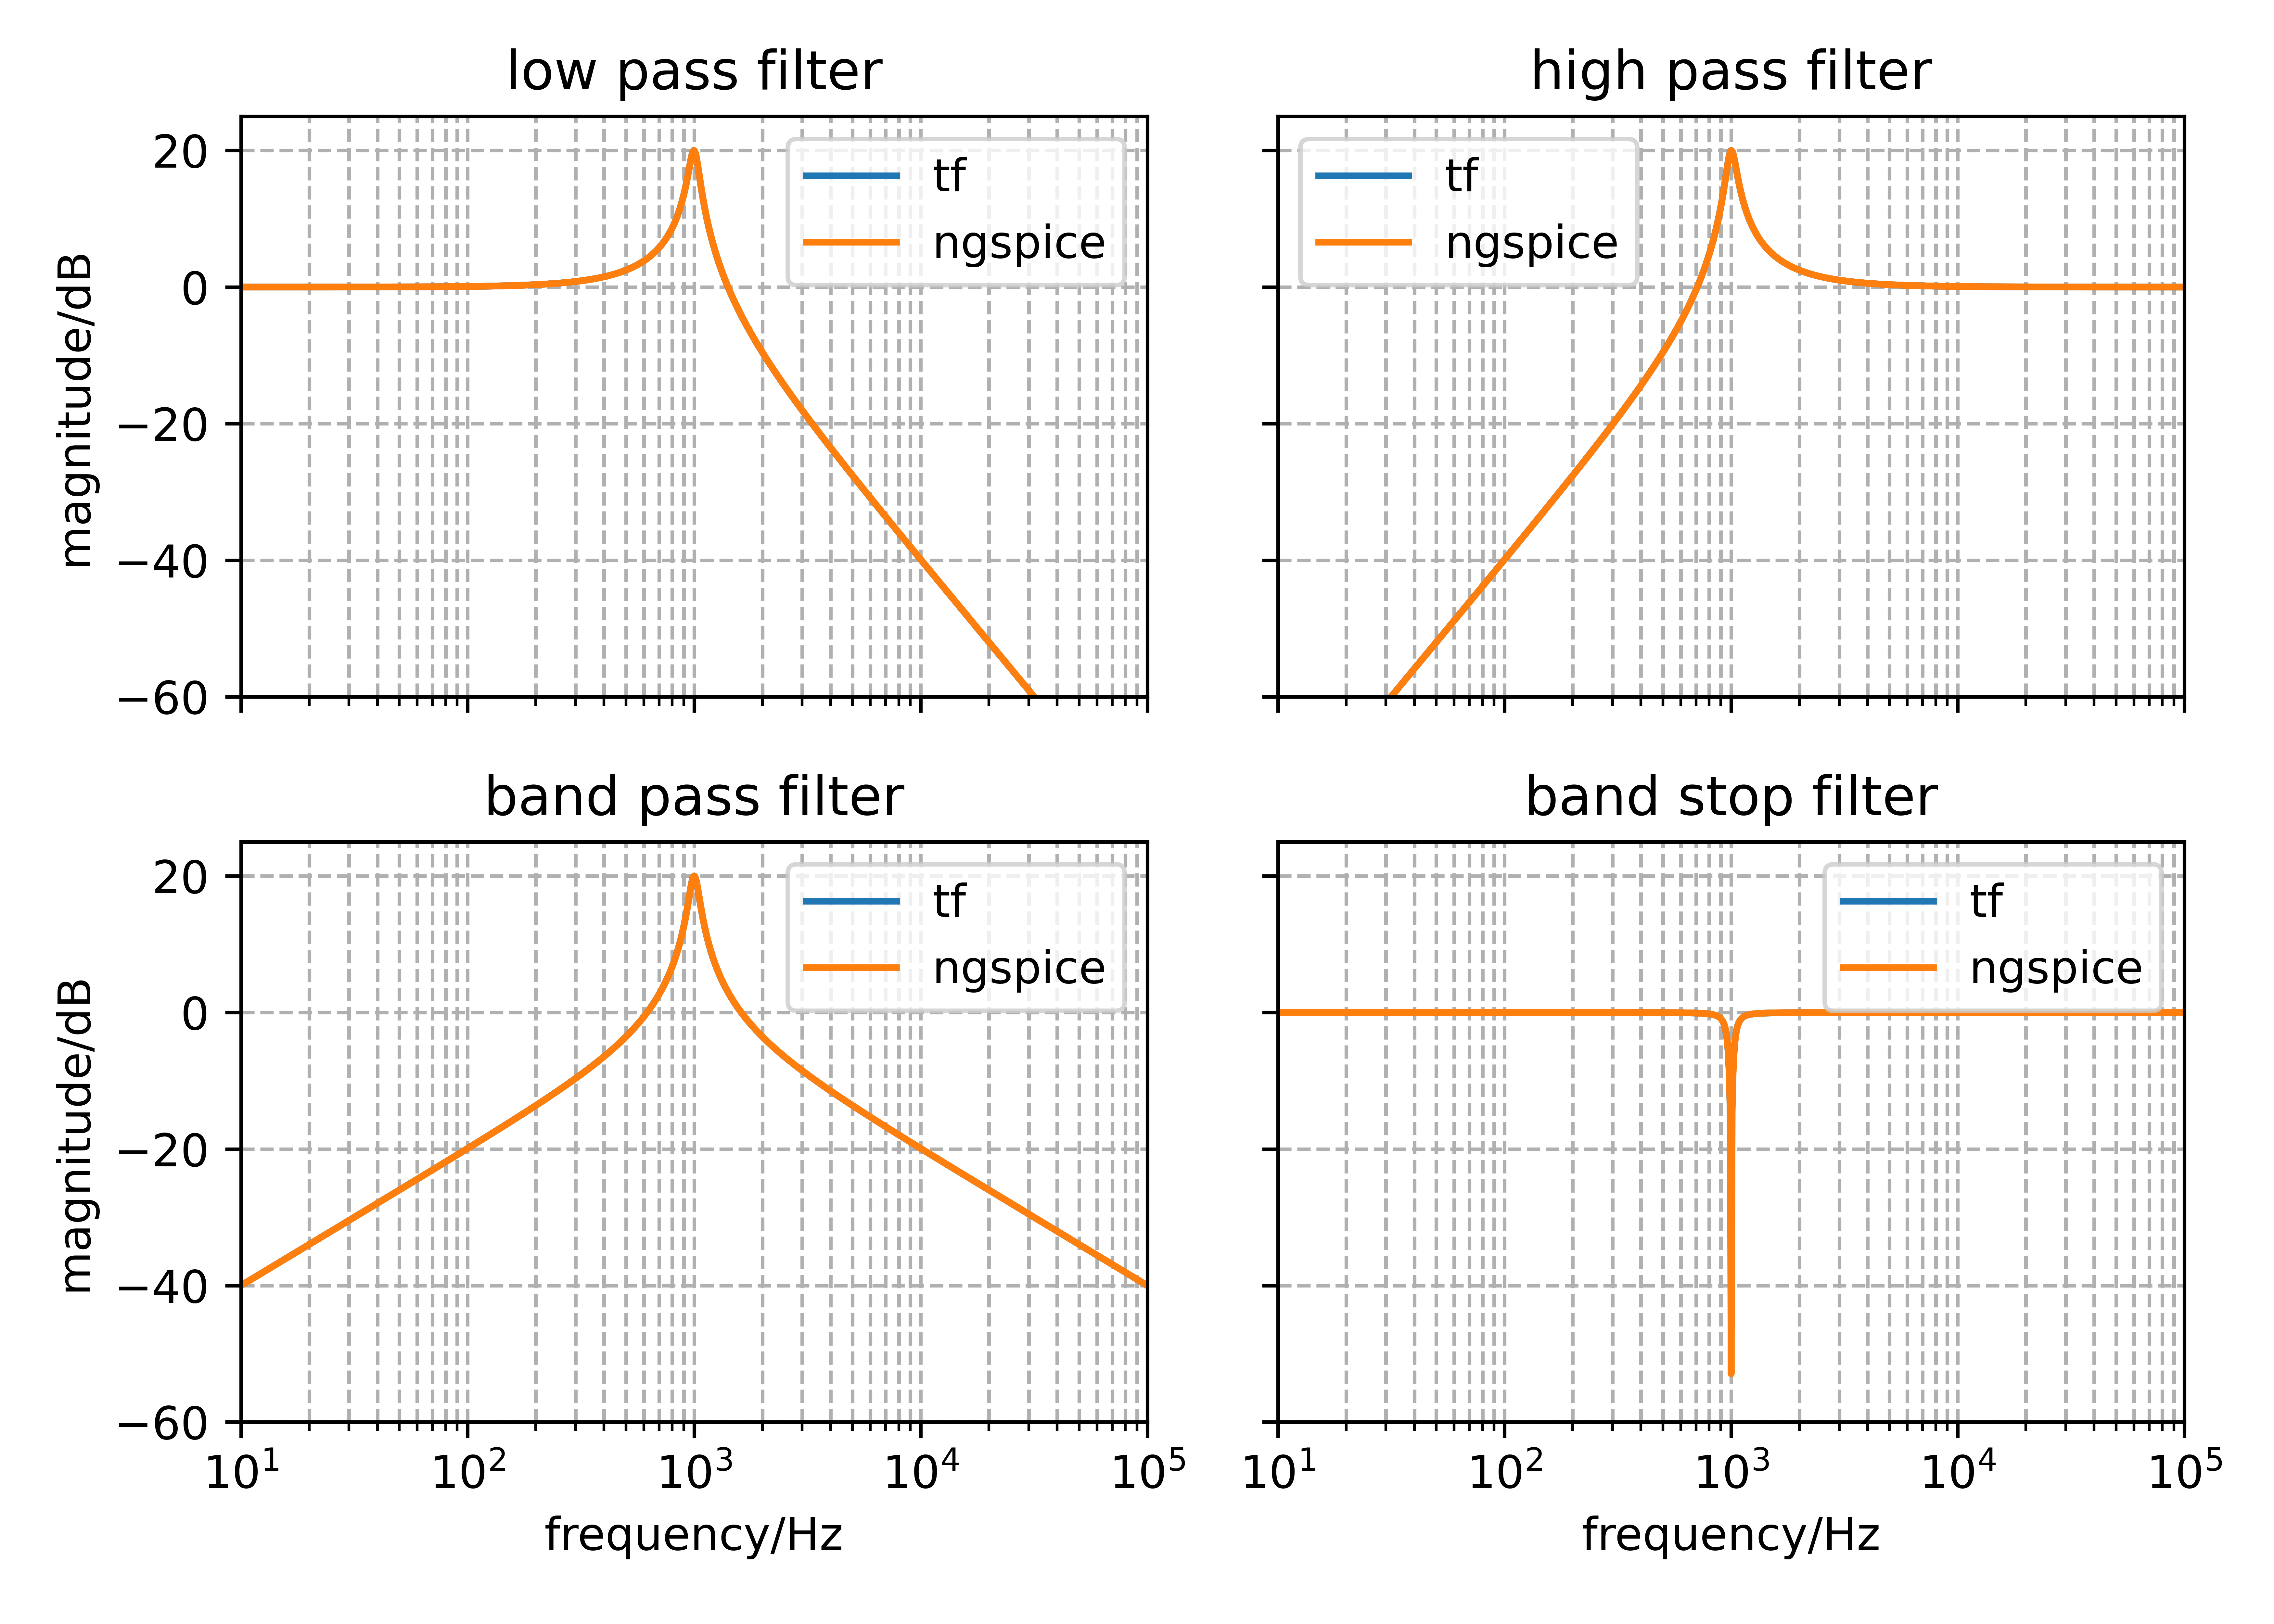 low pass filter
high pass filter
magnitude/dB
20
0
−20
−40
−60
tf
ngspice
tf
ngspice
band pass filter
band stop filter
magnitude/dB
20
0
−20
−40
−60
tf
ngspice
tf
ngspice
10¹ 10² 10³ 10⁴ 10⁵
10¹ 10² 10³ 10⁴ 10⁵
frequency/Hz
frequency/Hz